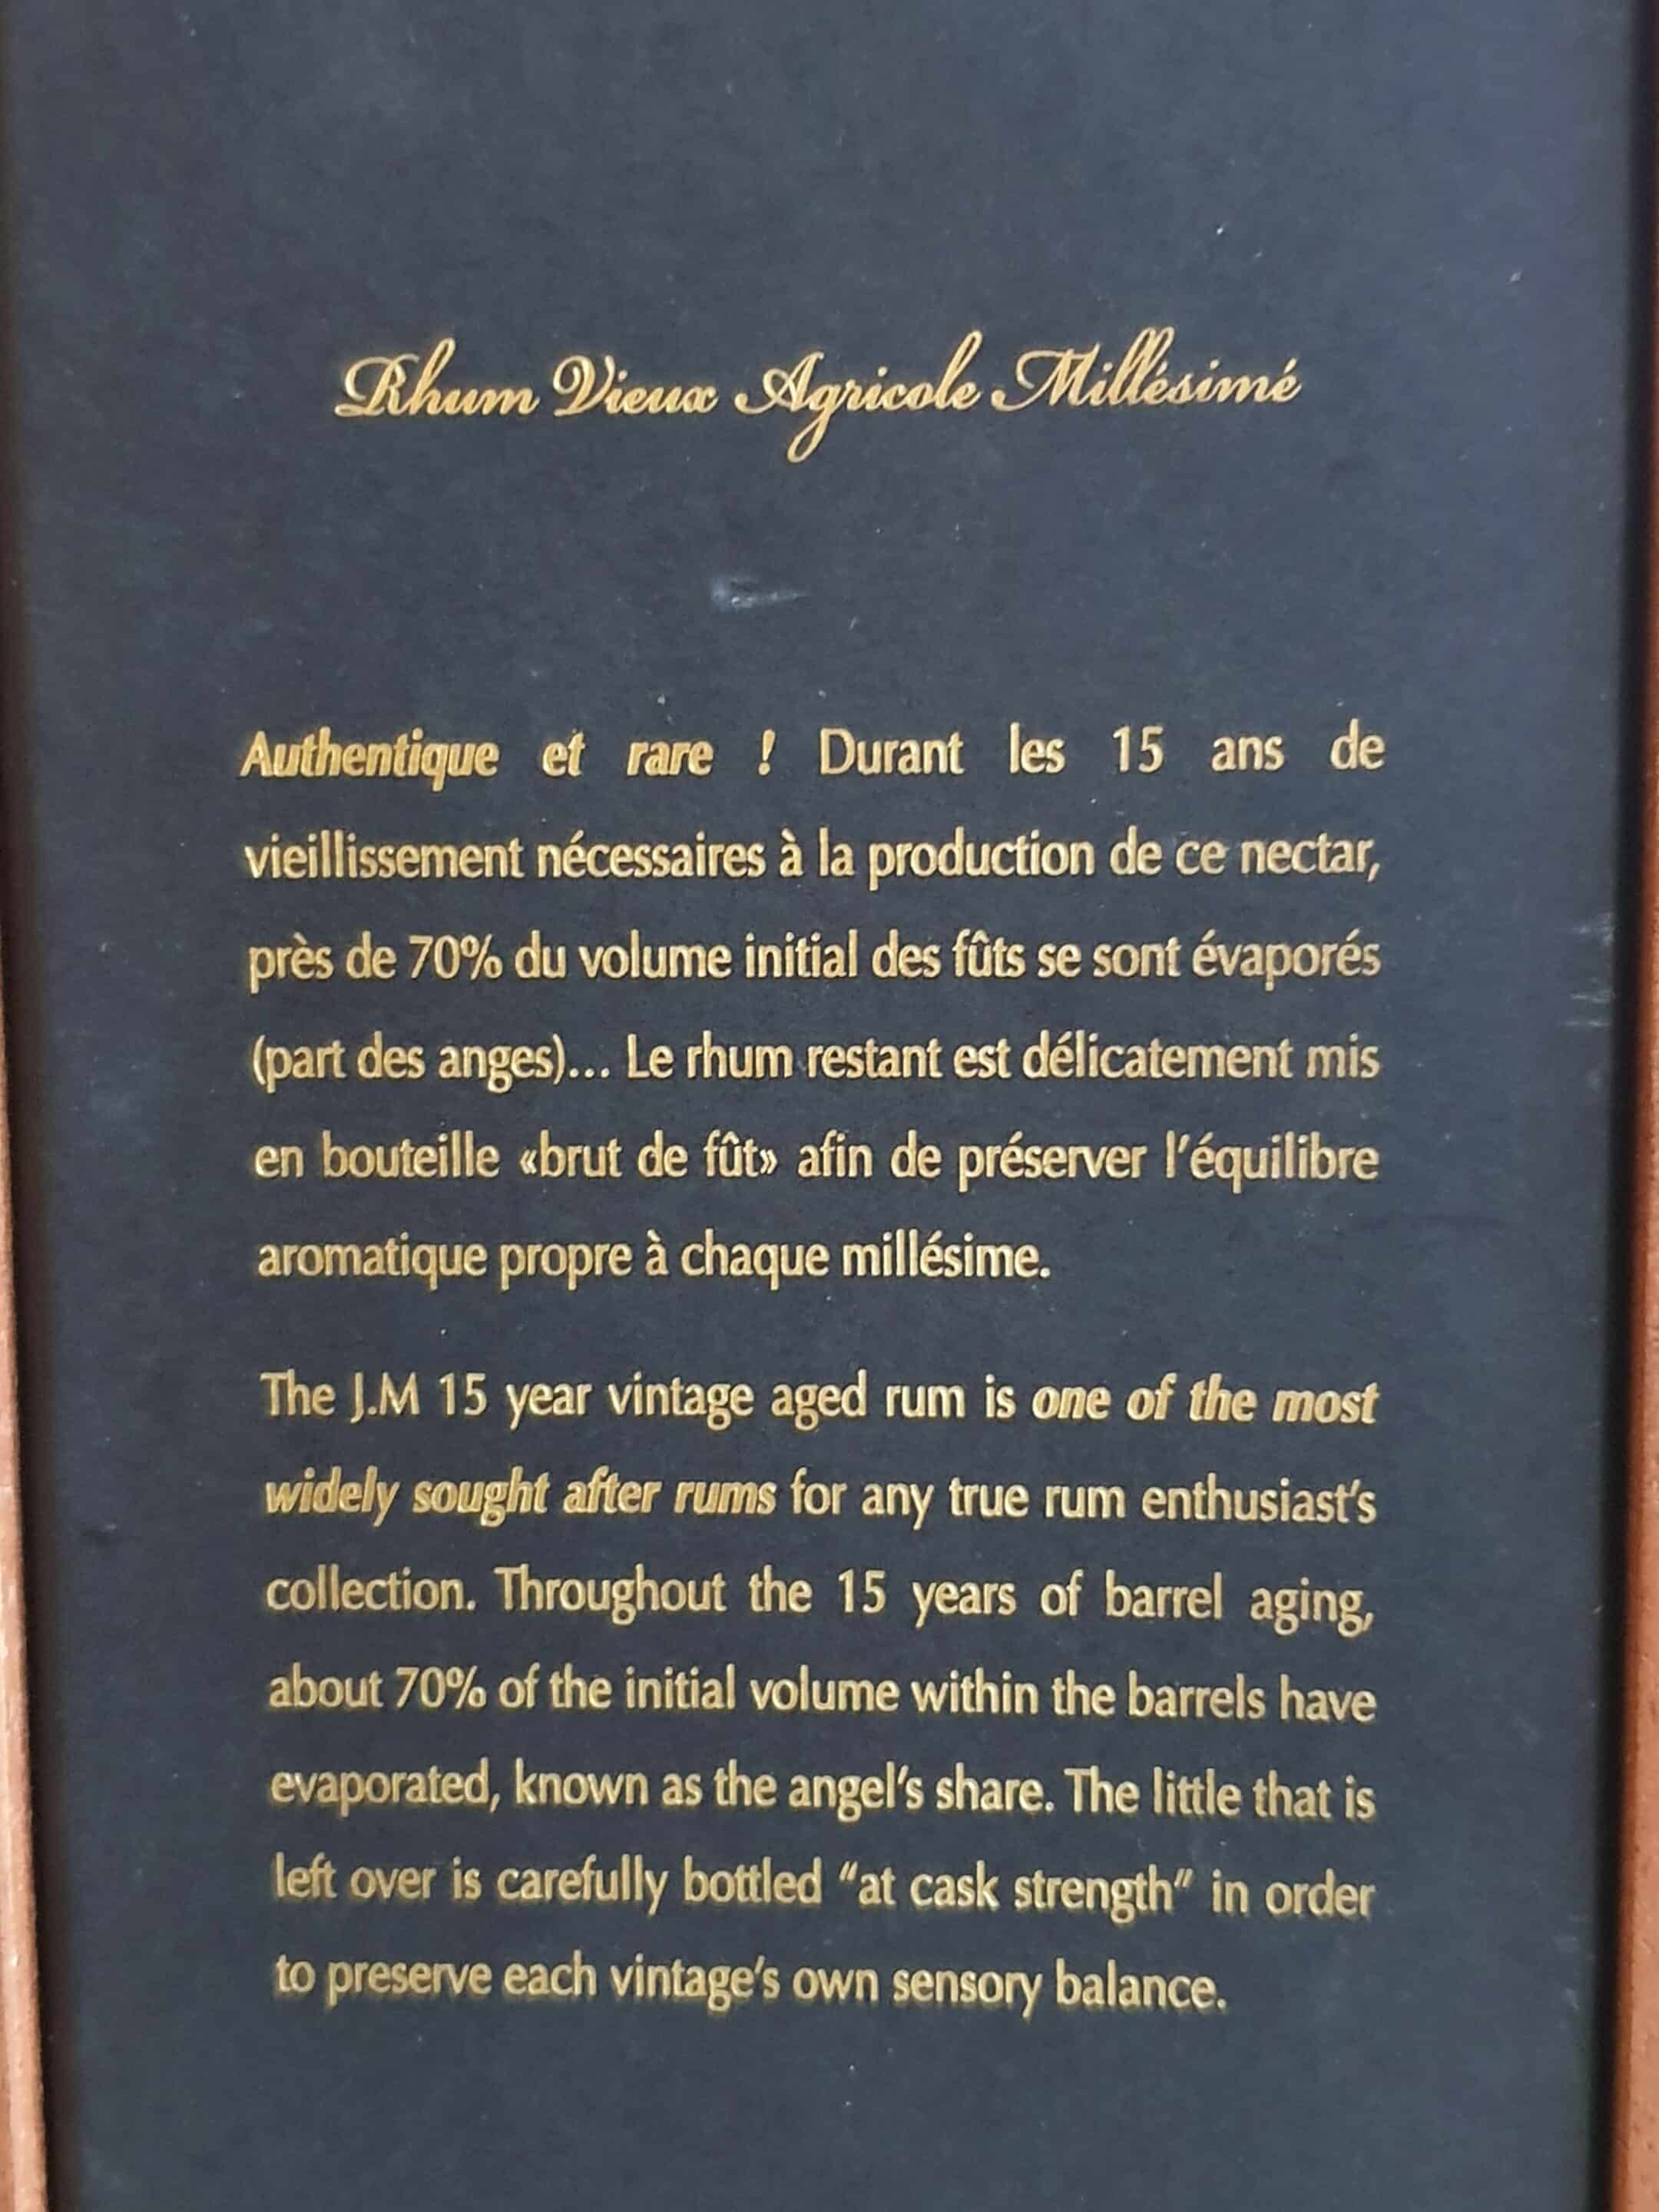 Rhum Vieux Agricole Millésimé
Authentique et rare ! Durant les 15 ans de
vieillissement nécessaires à la production de ce nectar,
près de 70% du volume initial des fûts se sont évaporés
(part des anges)... Le rhum restant est délicatement mis
en bouteille «brut de fût» afin de préserver l'équilibre
aromatique propre à chaque millésime.
The J.M 15 year vintage aged rum is one of the most
widely sought after rums for any true rum enthusiast's
collection. Throughout the 15 years of barrel aging,
about 70% of the initial volume within the barrels have
evaporated, known as the angel's share. The little that is
left over is carefully bottled “at cask strength” in order
to preserve each vintage's own sensory balance.